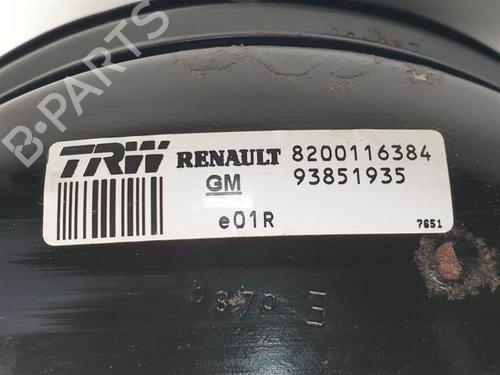 B-PARTS
TRW RENAULT 8200116384
GM 93851935
e01R 7651